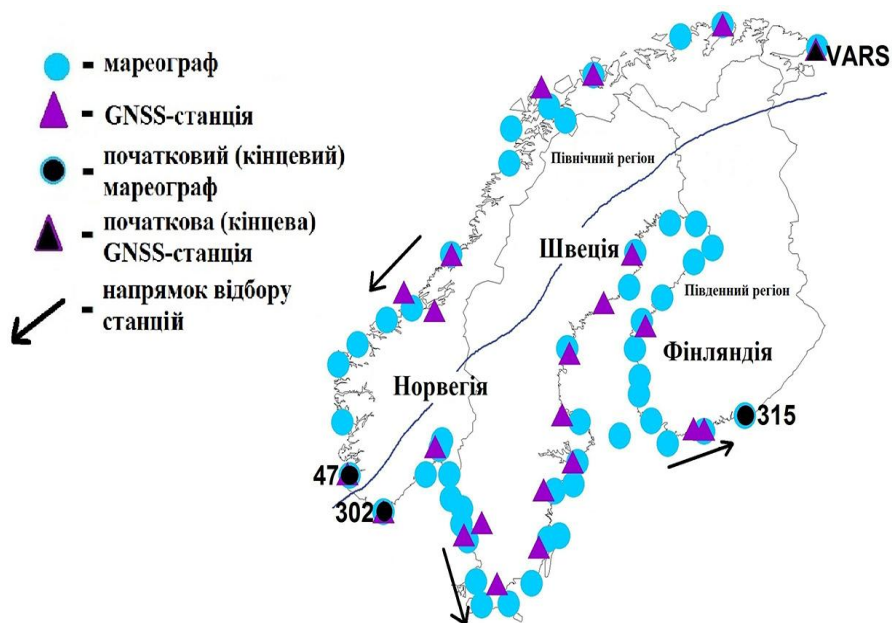 - мареограф
- GNSS-станція
- початковий (кінцевий)
мареограф
- початкова (кінцева)
GNSS-станція
- напрямок відбору
станцій
VARS
Північний регіон
Швеція
Південний регіон
Фінляндія
Норвегія
315
47
302